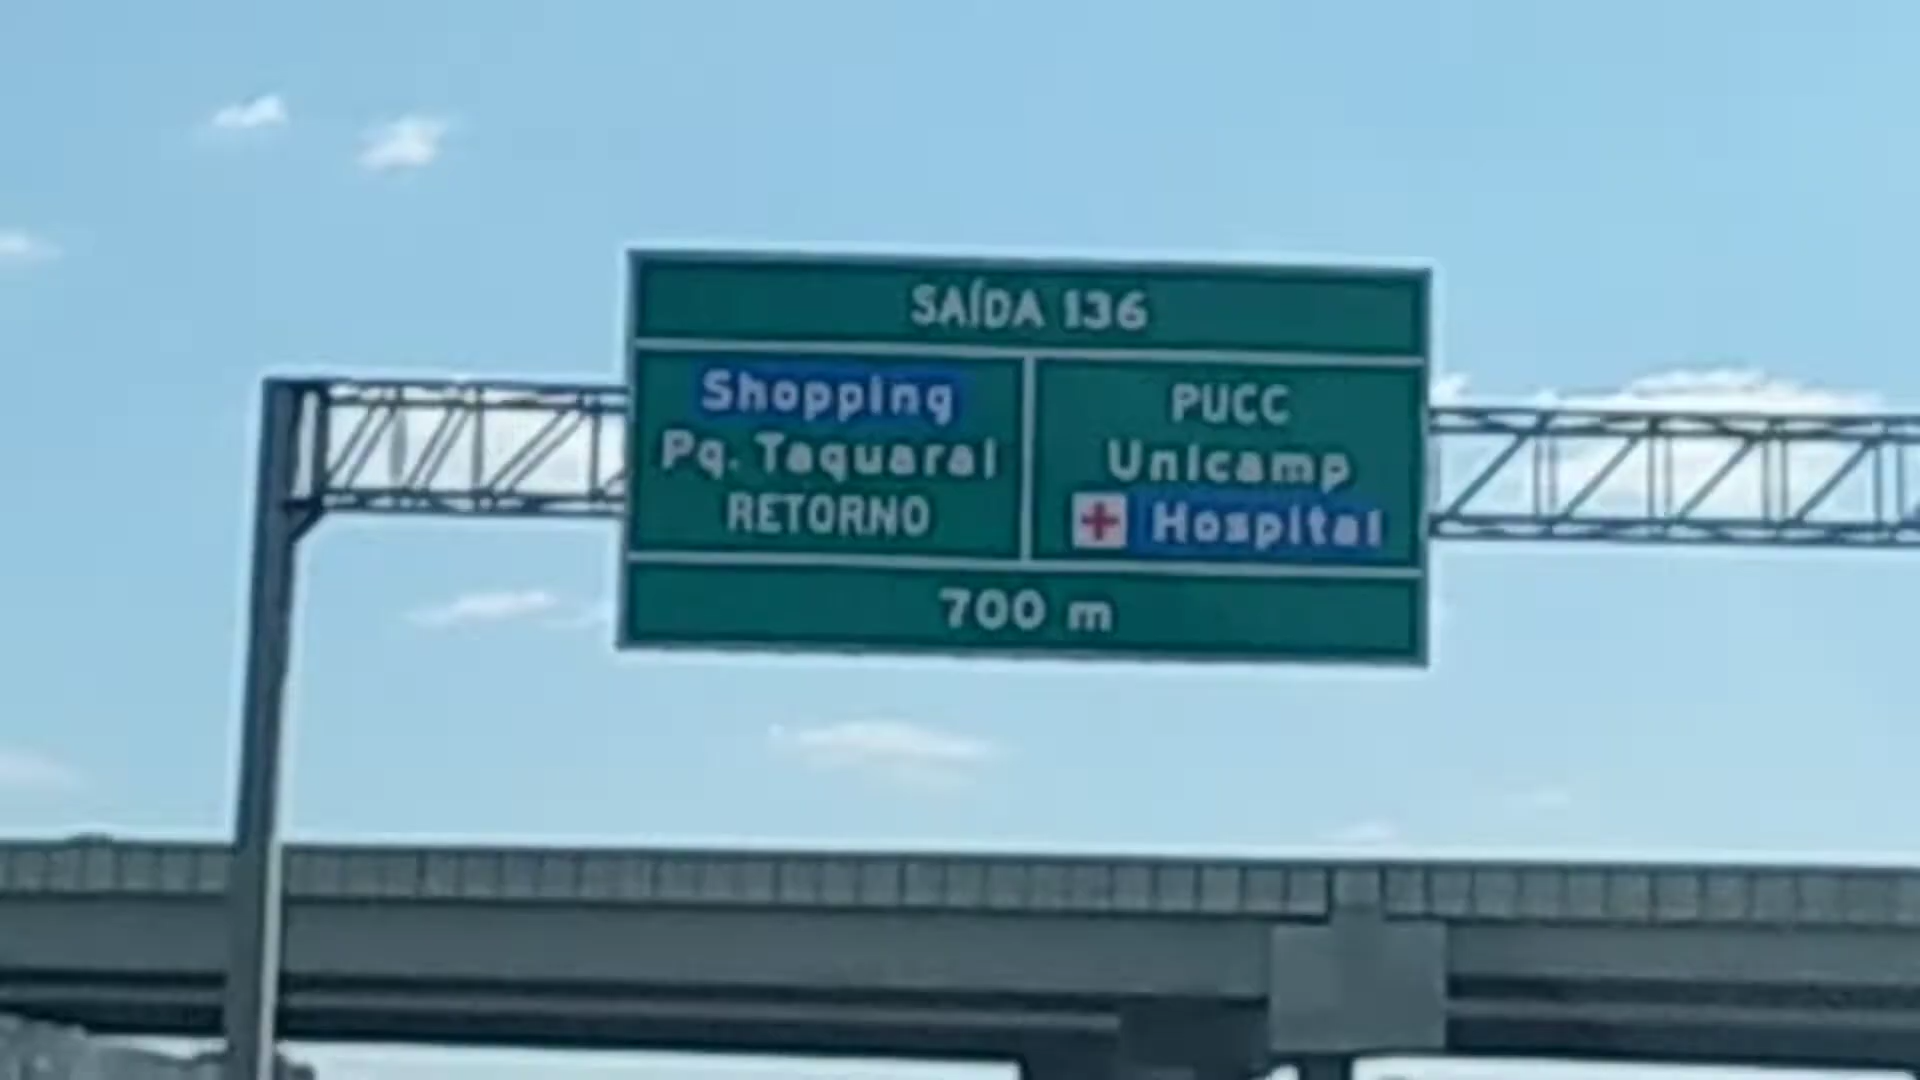 SAÍDA 136
Shopping
Pq. Taquaral
RETORNO
PUCC
Unicamp
Hospital
700 m